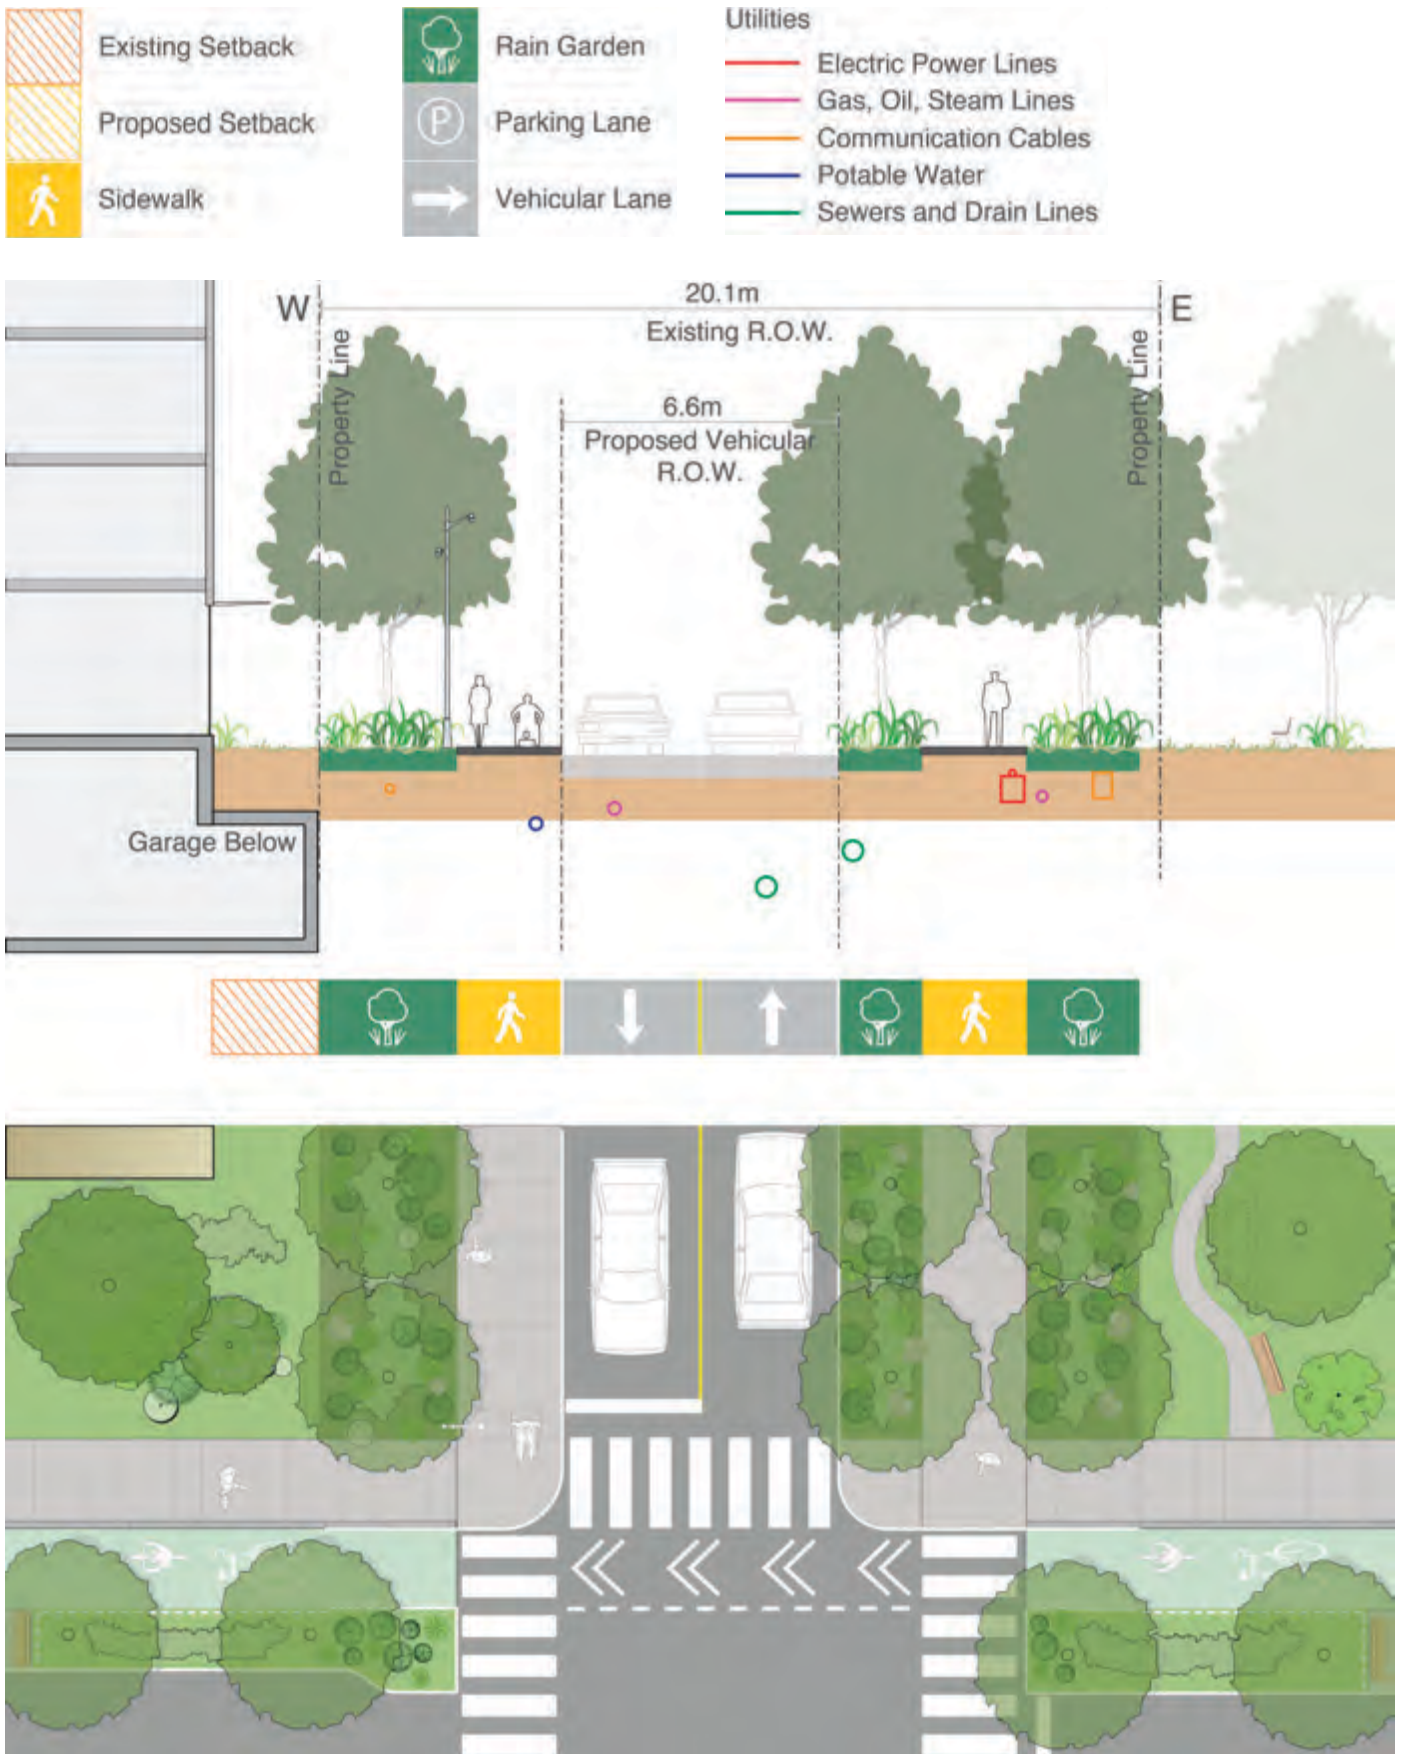 Existing Setback
Proposed Setback
Sidewalk
Rain Garden
P
Parking Lane
Vehicular Lane
Utilities
Electric Power Lines
Gas, Oil, Steam Lines
Communication Cables
Potable Water
Sewers and Drain Lines
W
20.1m
E
Existing R.O.W.
Property Line
Property Line
6.6m
Proposed Vehicular
R.O.W.
Garage Below